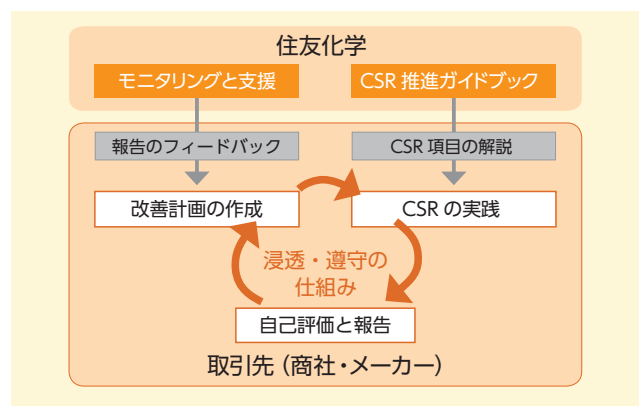 住友化学
モニタリングと支援
CSR 推進ガイドブック
報告のフィードバック
CSR 項目の解説
改善計画の作成
CSR の実践
浸透・遵守の
仕組み
自己評価と報告
取引先（商社・メーカー）